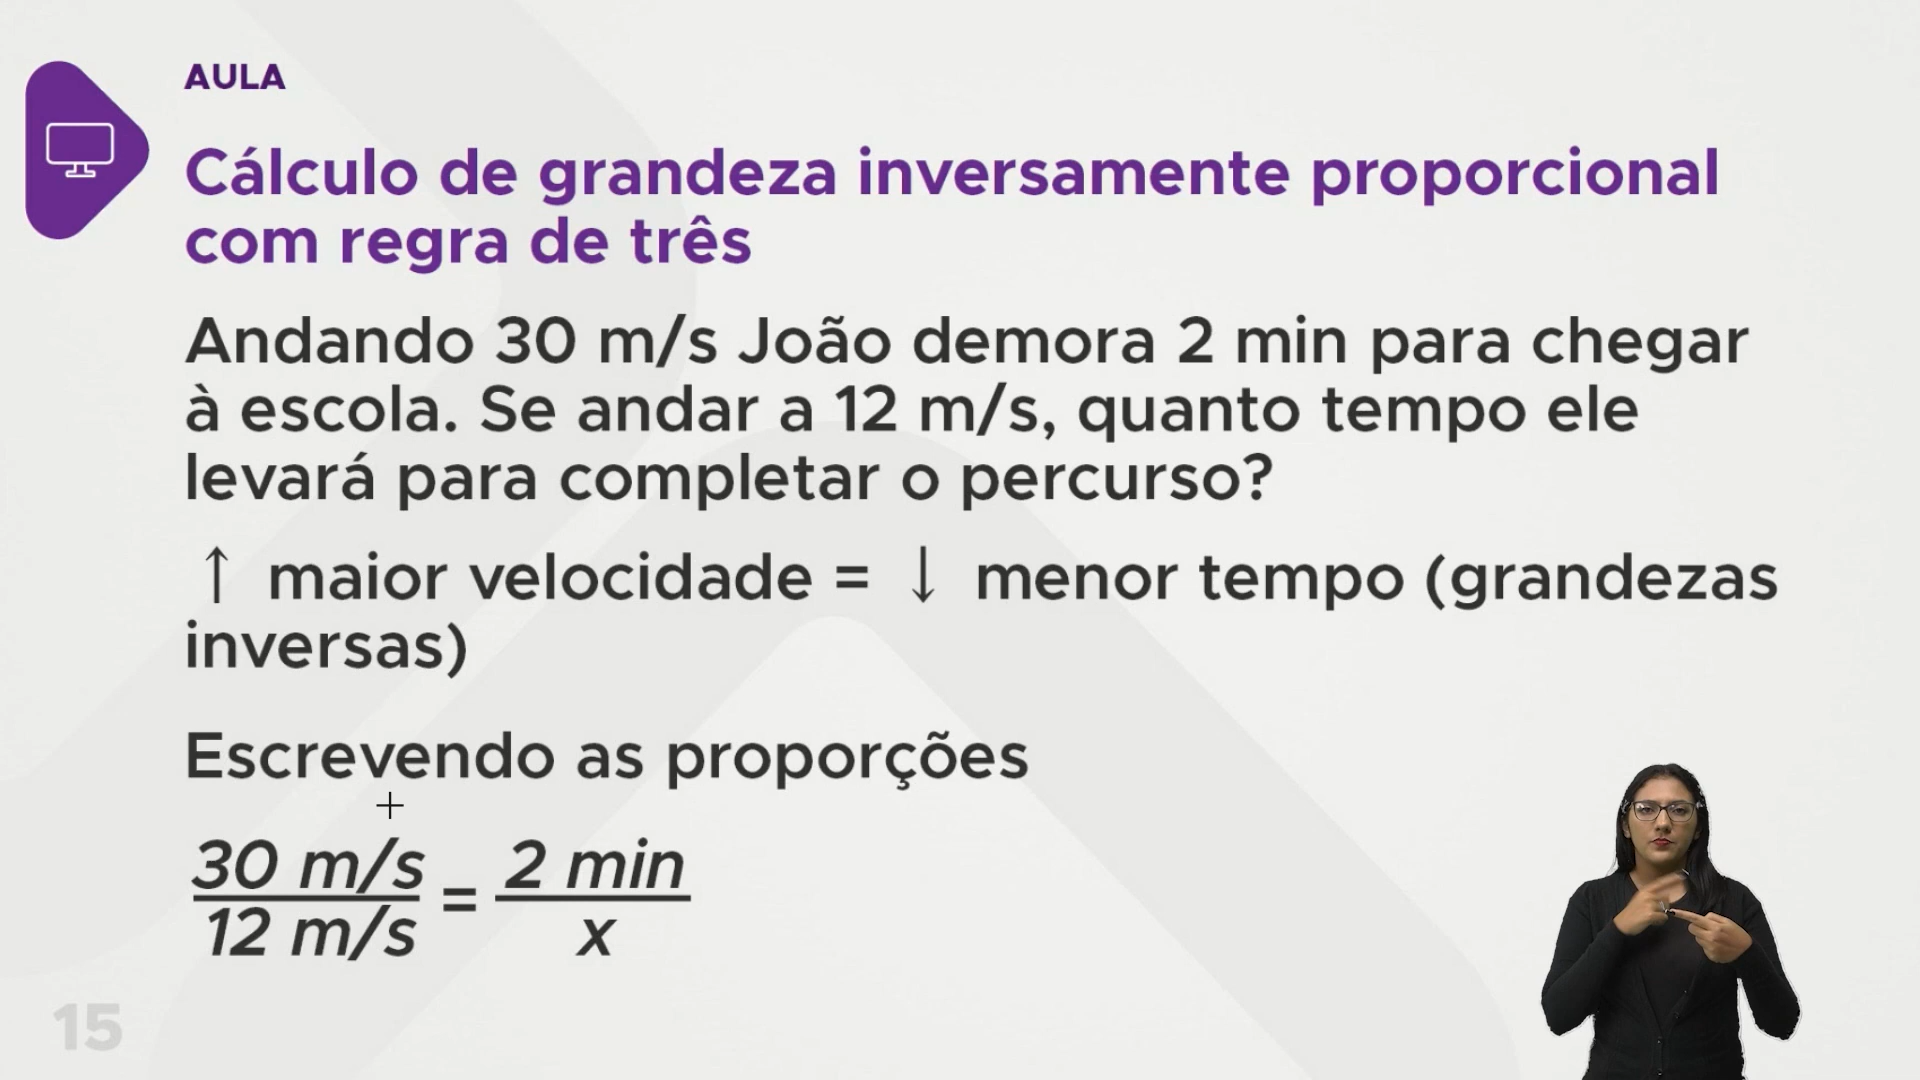 AULA
Cálculo de grandeza inversamente proporcional
com regra de três
Andando 30 m/s João demora 2 min para chegar
à escola. Se andar a 12 m/s, quanto tempo ele
levará para completar o percurso?
↑ maior velocidade = ↓ menor tempo (grandezas
inversas)
Escrevendo as proporções
30 m/s = 2 min
12 m/s x
15